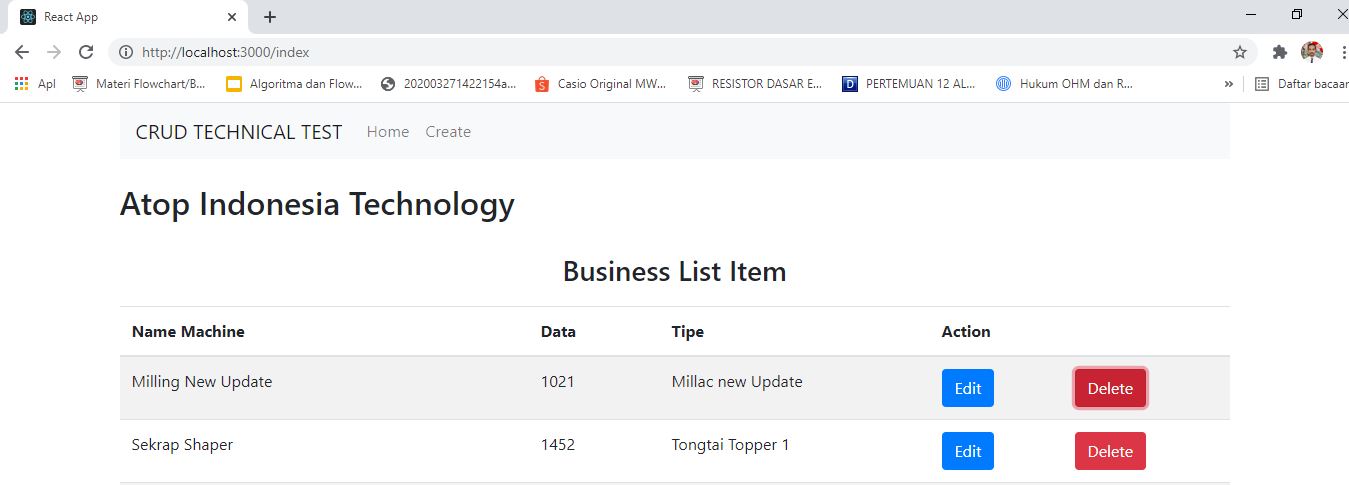 React App
http://localhost:3000/index
Apl Materi Flowchart/B... Algoritma dan Flow... 202003271422154a... Casio Original MW... RESISTOR DASAR E... PERTEMUAN 12 AL... Hukum OHM dan R... » Daftar bacaan
CRUD TECHNICAL TEST Home Create
Atop Indonesia Technology
Business List Item
Name Machine Data Tipe Action
Milling New Update 1021 Millac new Update Edit Delete
Sekrap Shaper 1452 Tongtai Topper 1 Edit Delete